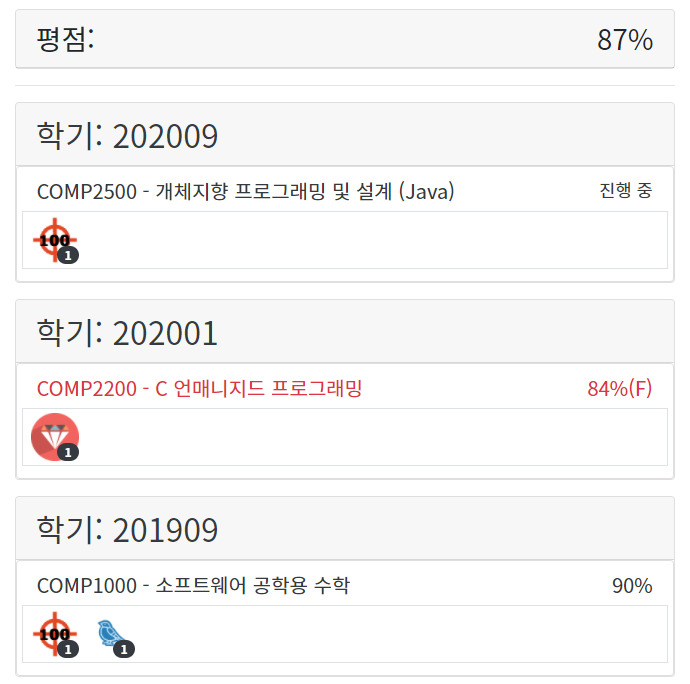 평점: 87%
학기: 202009
COMP2500 - 개체지향 프로그래밍 및 설계 (Java) 진행 중
100 1
학기: 202001
COMP2200 - C 언매니지드 프로그래밍 84%(F)
1
학기: 201909
COMP1000 - 소프트웨어 공학용 수학 90%
100 1 1